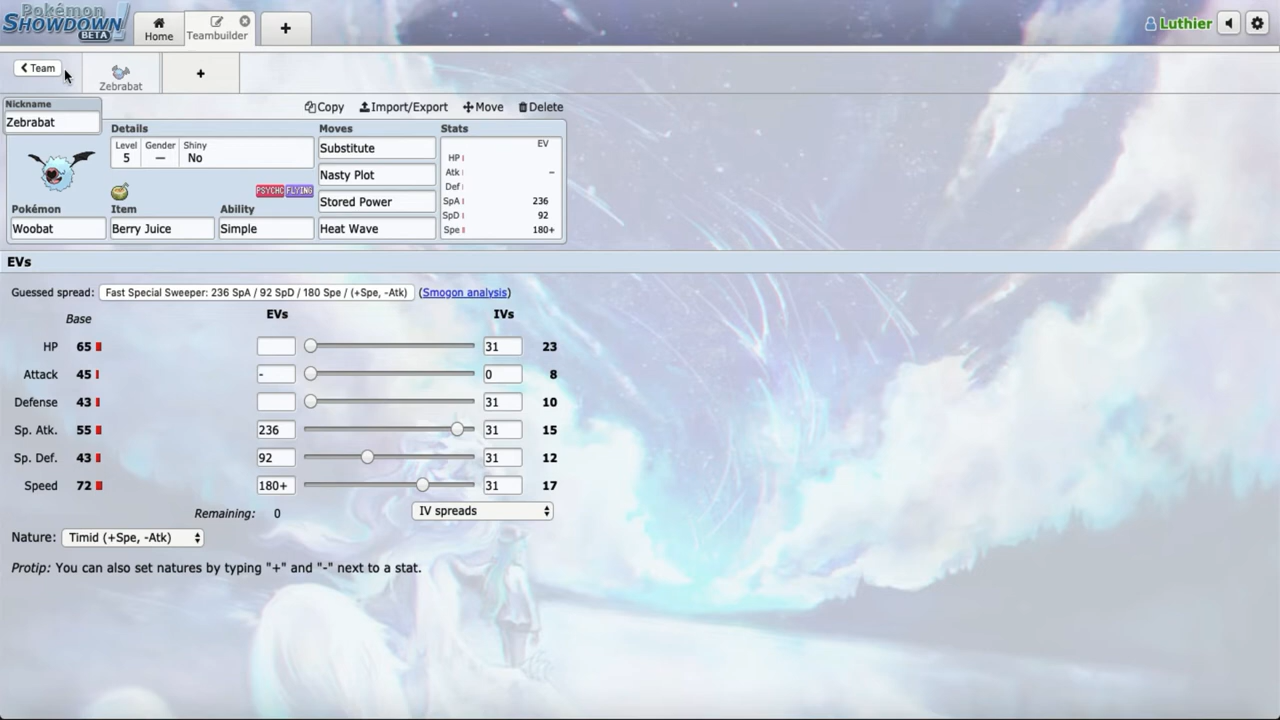 Pokémon
SHOWDOWN!
BETA
Home
Teambuilder
+
Luthier
Team
Zebrabat
+
Nickname
Zebrabat
Copy Import/Export Move Delete
Details
Level Gender Shiny
5 — No
PSYCHC FLYING
Pokémon Item Ability
Woobat Berry Juice Simple
Moves
Substitute
Nasty Plot
Stored Power
Heat Wave
Stats
EV
HP
Atk –
Def
SpA 236
SpD 92
Spe 180+
EVs
Guessed spread: Fast Special Sweeper: 236 SpA / 92 SpD / 180 Spe / (+Spe, -Atk) (Smogon analysis)
Base EVs IVs
HP 65 31 23
Attack 45 - 0 8
Defense 43 31 10
Sp. Atk. 55 236 31 15
Sp. Def. 43 92 31 12
Speed 72 180+ 31 17
Remaining: 0 IV spreads
Nature: Timid (+Spe, -Atk)
Protip: You can also set natures by typing "+" and "-" next to a stat.